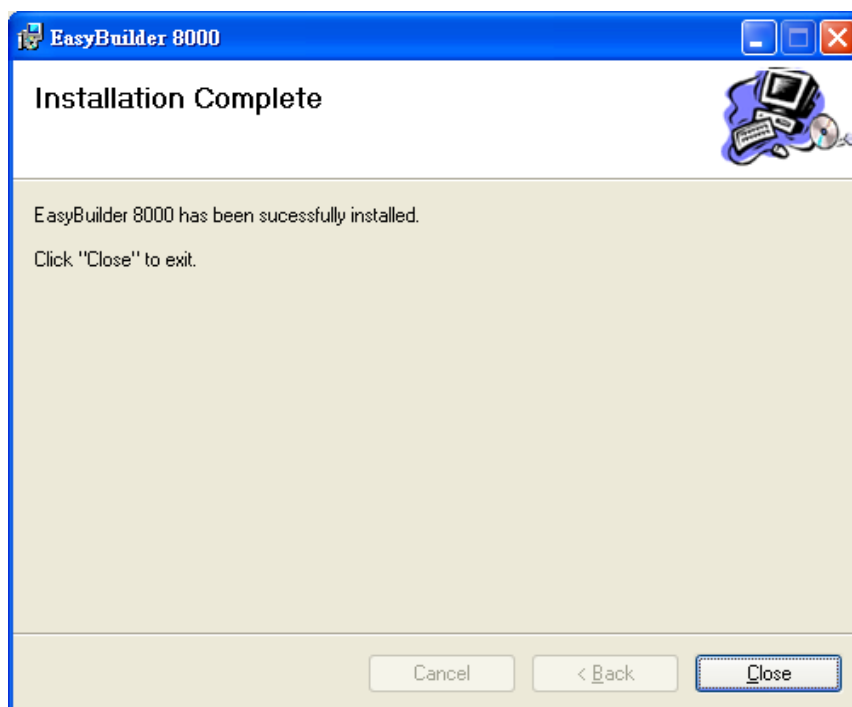 EasyBuilder 8000
Installation Complete
EasyBuilder 8000 has been sucessfully installed.
Click "Close" to exit.
Cancel
< Back
Close